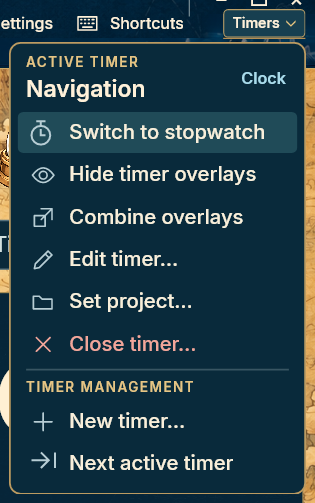 ettings
Shortcuts
Timers
ACTIVE TIMER
Navigation
Clock
Switch to stopwatch
Hide timer overlays
Combine overlays
Edit timer...
Set project...
Close timer...
TIMER MANAGEMENT
New timer...
Next active timer